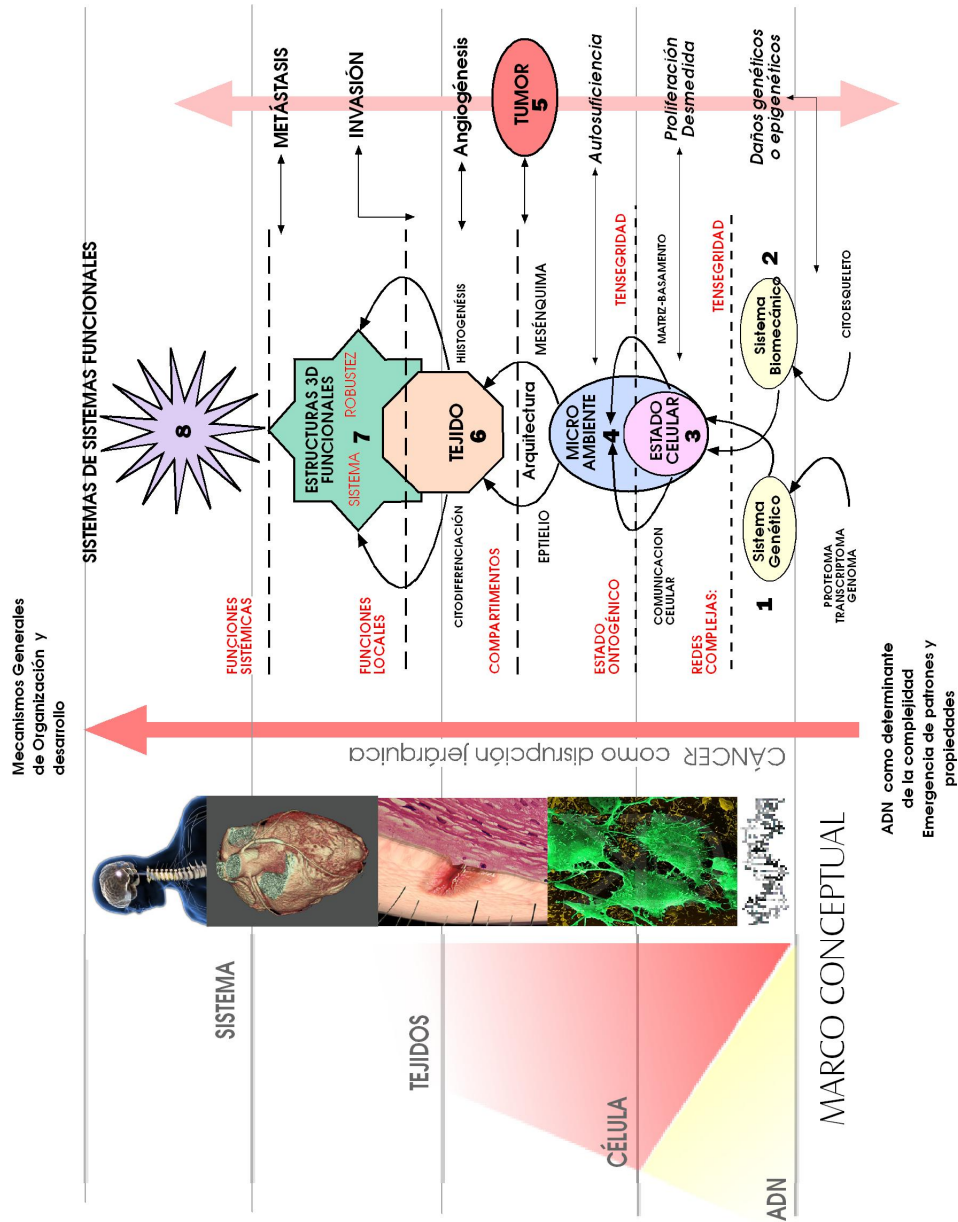 Mecanismos Generales
de Organización y
desarrollo
SISTEMAS DE SISTEMAS FUNCIONALES
8
FUNCIONES
SISTÉMICAS
METÁSTASIS
ESTRUCTURAS 3D
FUNCIONALES
SISTEMA 7 ROBUSTEZ
INVASIÓN
FUNCIONES
LOCALES
TEJIDO
6
CITODIFERENCIACIÓN
HIISTOGENÉSIS
Angiogénesis
COMPARTIMENTOS
EPTIELIO
Arquitectura
MESÉNQUIMA
TUMOR
5
ESTADO
ONTOGÉNICO
MICRO
AMBIENTE
4
TENSEGRIDAD
Autosuficiencia
COMUNICACION
CELULAR
ESTADO
CELULAR
3
MATRIZ-BASAMENTO
Proliferación
Desmedida
REDES
COMPLEJAS:
TENSEGRIDAD
1
Sistema
Genético
Sistema
Biomecánico
2
Daños genéticos
o epigenéticos
PROTEOMA
TRANSCRIPTOMA
GENOMA
CITOESQUELETO
CÁNCER como disrupción jerárquica
SISTEMA
TEJIDOS
CÉLULA
ADN
MARCO CONCEPTUAL
ADN como determinante
de la complejidad
Emergencia de patrones y
propiedades